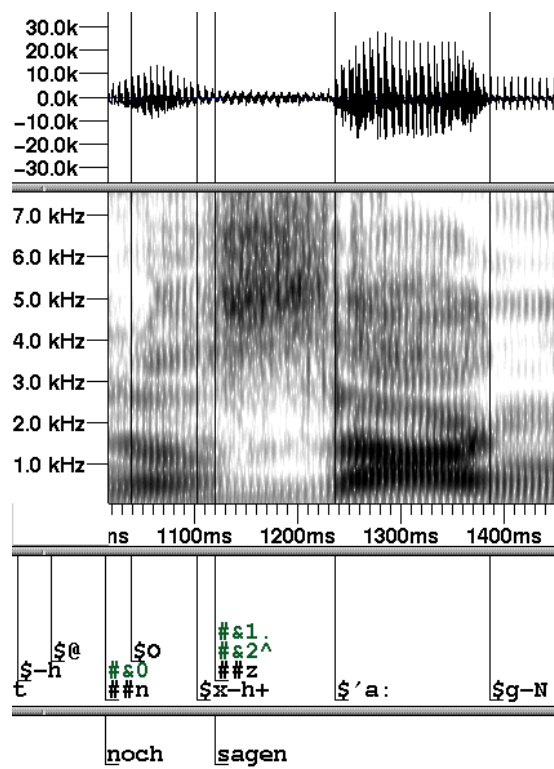 30.0k
20.0k
10.0k
0.0k
-10.0k
-20.0k
-30.0k
7.0 kHz
6.0 kHz
5.0 kHz
4.0 kHz
3.0 kHz
2.0 kHz
1.0 kHz
ns 1100ms 1200ms 1300ms 1400ms
#&1.
$@ $O #&2^
$-h #&0 ##z
t ##n $x-h+ $'a: $g-N
noch sagen